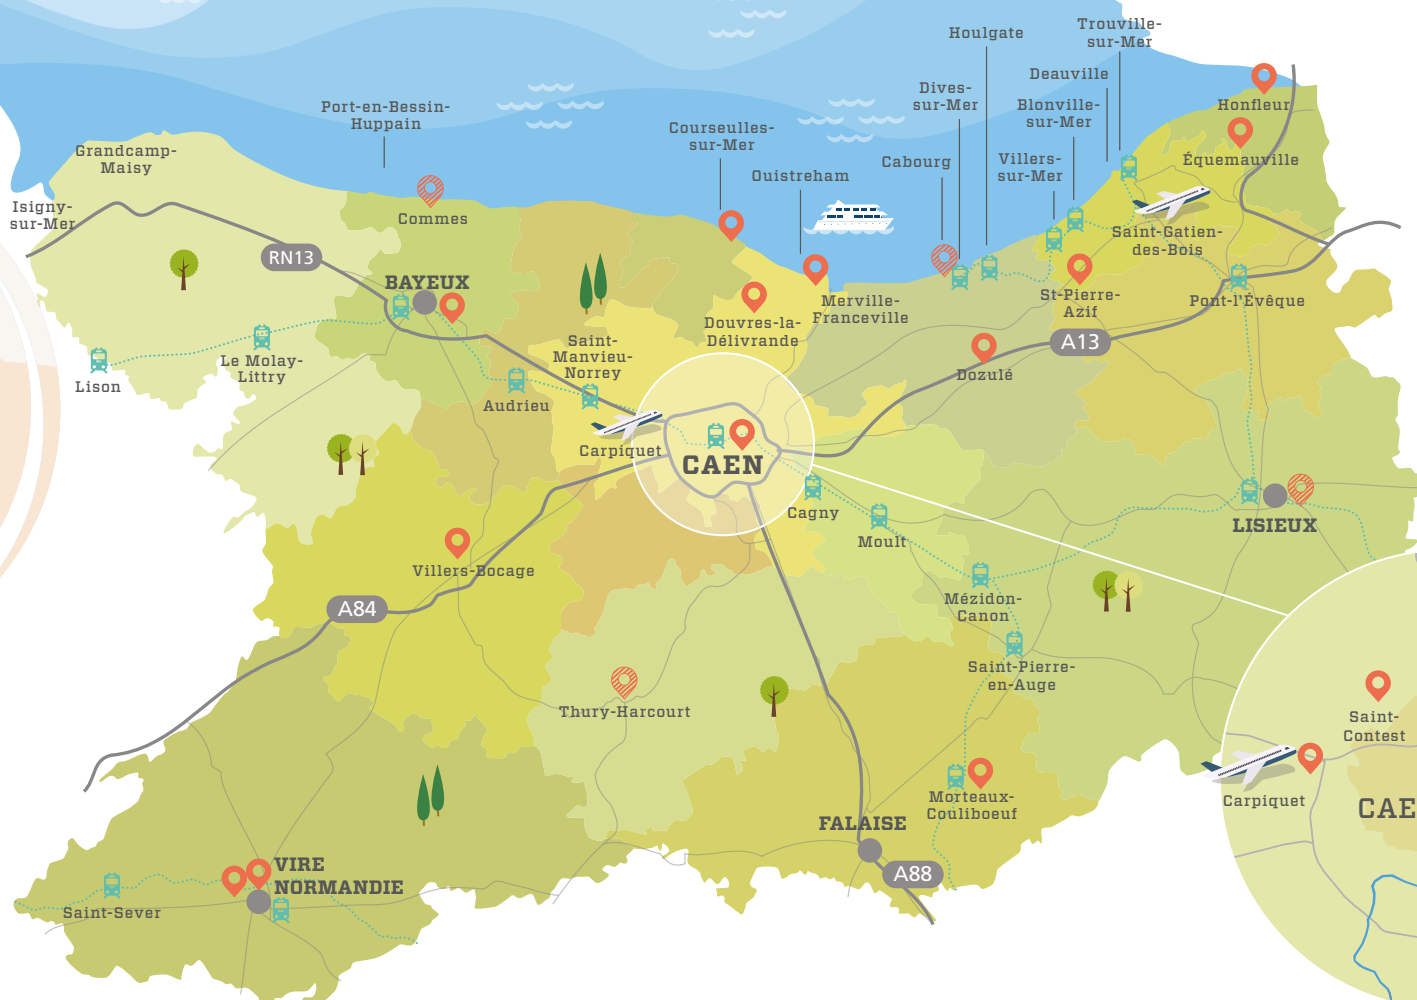 Trouville-
sur-Mer
Houlgate
Deauville
Dives-
sur-Mer
Blonville-
sur-Mer
Honfleur
Port-en-Bessin-
Huppain
Courseulles-
sur-Mer
Grandcamp-
Maisy
Cabourg
Villers-
sur-Mer
Équemauville
Ouistreham
Isigny-
sur-Mer
Commes
Saint-Gatien-
des-Bois
RN13
BAYEUX
Merville-
Franceville
St-Pierre-
Azif
Pont-l'Évêque
Douvres-la-
Délivrande
A13
Saint-
Manvieu-
Norrey
Le Molay-
Littry
Lison
Dozulé
Audrieu
Carpiquet
CAEN
Cagny
LISIEUX
Moult
Villers-Bocage
A84
Mézidon-
Canon
Saint-Pierre-
en-Auge
Thury-Harcourt
Saint-
Contest
Morteaux-
Couliboeuf
Carpiquet
CAE
FALAISE
A88
VIRE
NORMANDIE
Saint-Sever